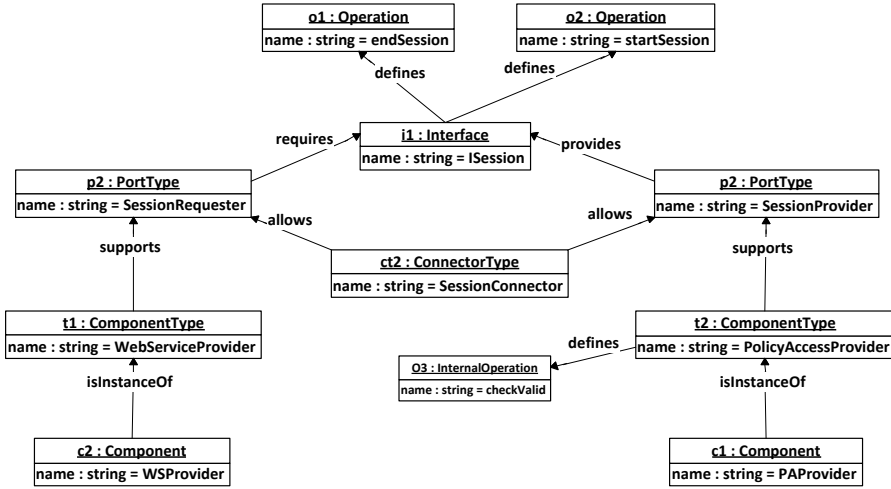 o1 : Operation
name : string = endSession
o2 : Operation
name : string = startSession
defines
defines
i1 : Interface
name : string = ISession
requires
provides
p2 : PortType
name : string = SessionRequester
p2 : PortType
name : string = SessionProvider
allows
allows
supports
supports
ct2 : ConnectorType
name : string = SessionConnector
t1 : ComponentType
name : string = WebServiceProvider
t2 : ComponentType
name : string = PolicyAccessProvider
defines
O3 : InternalOperation
name : string = checkValid
isInstanceOf
isInstanceOf
c2 : Component
name : string = WSProvider
c1 : Component
name : string = PAProvider